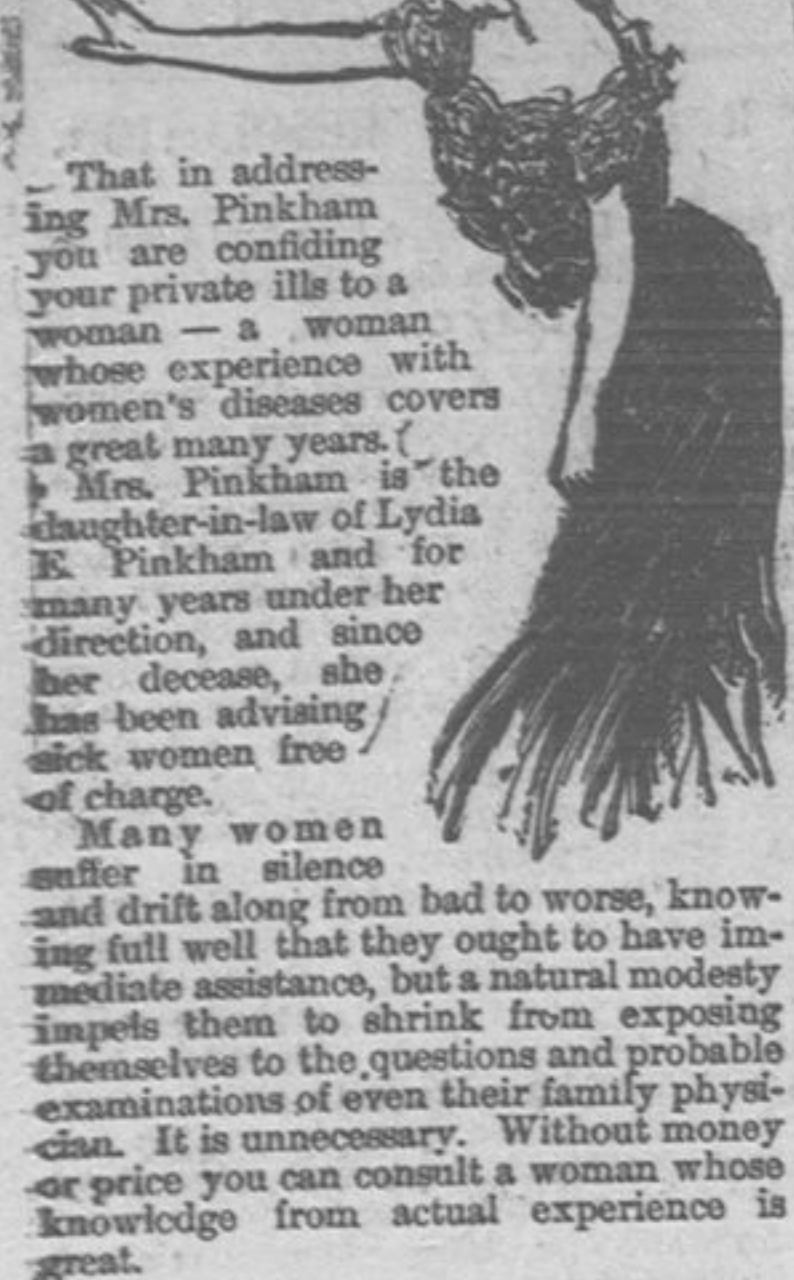 That in address-
ing Mrs. Pinkham
you are confiding
your private ills to a
woman — a woman
whose experience with
women's diseases covers
a great many years.
Mrs. Pinkham is the
daughter-in-law of Lydia
E. Pinkham and for
many years under her
direction, and since
her decease, she
has been advising
sick women free
of charge.
Many women
suffer in silence
and drift along from bad to worse, know-
ing full well that they ought to have im-
mediate assistance, but a natural modesty
impels them to shrink from exposing
themselves to the questions and probable
examinations of even their family physi-
cian. It is unnecessary. Without money
or price you can consult a woman whose
knowledge from actual experience is
great.